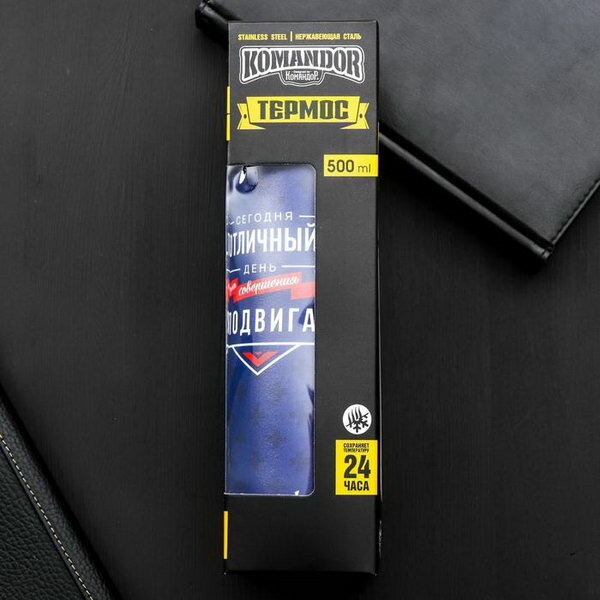 STAINLESS STEEL | НЕРЖАВЕЮЩАЯ СТАЛЬ
KOMANDOR
КОМАНДОР
ТЕРМОС
500 ml
СЕГОДНЯ
ОТЛИЧНЫЙ
ДЕНЬ
совершения
ПОДВИГА
СОХРАНЯЕТ
ТЕМПЕРАТУРУ
24
ЧАСА